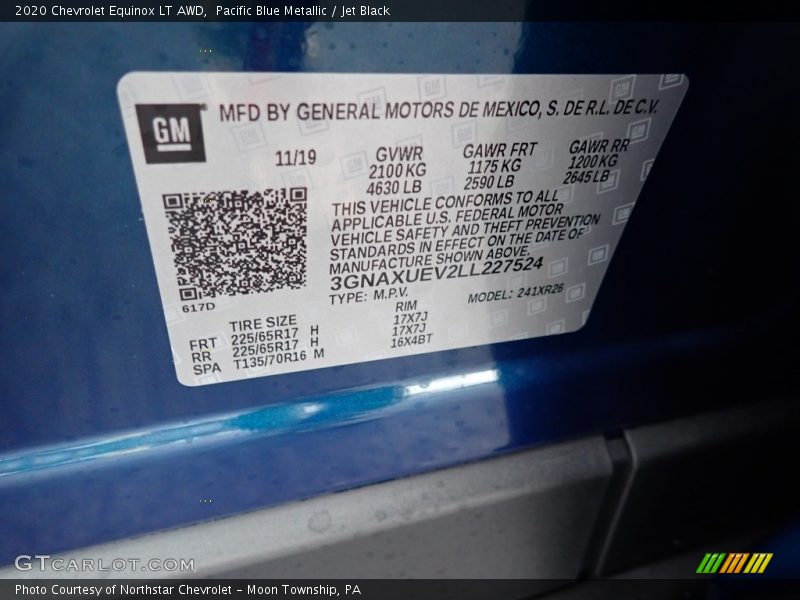 2020 Chevrolet Equinox LT AWD, Pacific Blue Metallic / Jet Black
GM
MFD BY GENERAL MOTORS DE MEXICO, S. DE R.L. DE C.V.
11/19 GVWR GAWR FRT GAWR RR
2100 KG 1175 KG 1200 KG
4630 LB 2590 LB 2645 LB
THIS VEHICLE CONFORMS TO ALL
APPLICABLE U.S. FEDERAL MOTOR
VEHICLE SAFETY AND THEFT PREVENTION
STANDARDS IN EFFECT ON THE DATE OF
MANUFACTURE SHOWN ABOVE.
3GNAXUEV2LL227524
TYPE: M.P.V. MODEL: 241XR26
617D
TIRE SIZE RIM
FRT 225/65R17 H 17X7J
RR 225/65R17 H 17X7J
SPA T135/70R16 M 16X4BT
GTCARLOT.COM
Photo Courtesy of Northstar Chevrolet - Moon Township, PA